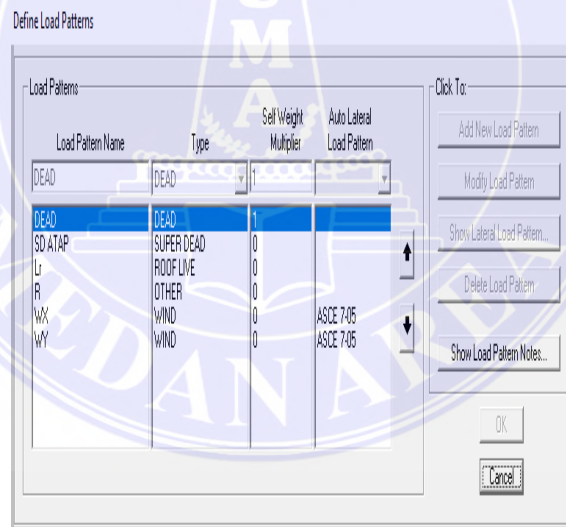 Define Load Patterns
Load Patterns
Click To:
Load Pattern Name Type Self Weight Multiplier Auto Lateral Load Pattern
DEAD DEAD 1
DEAD DEAD 1
SD ATAP SUPER DEAD 0
Lr ROOF LIVE 0
R OTHER 0
WX WIND 0 ASCE 7-05
WY WIND 0 ASCE 7-05
Add New Load Pattern
Modify Load Pattern
Show Lateral Load Pattern...
Delete Load Pattern
Show Load Pattern Notes...
OK
Cancel
MEDAN AREA